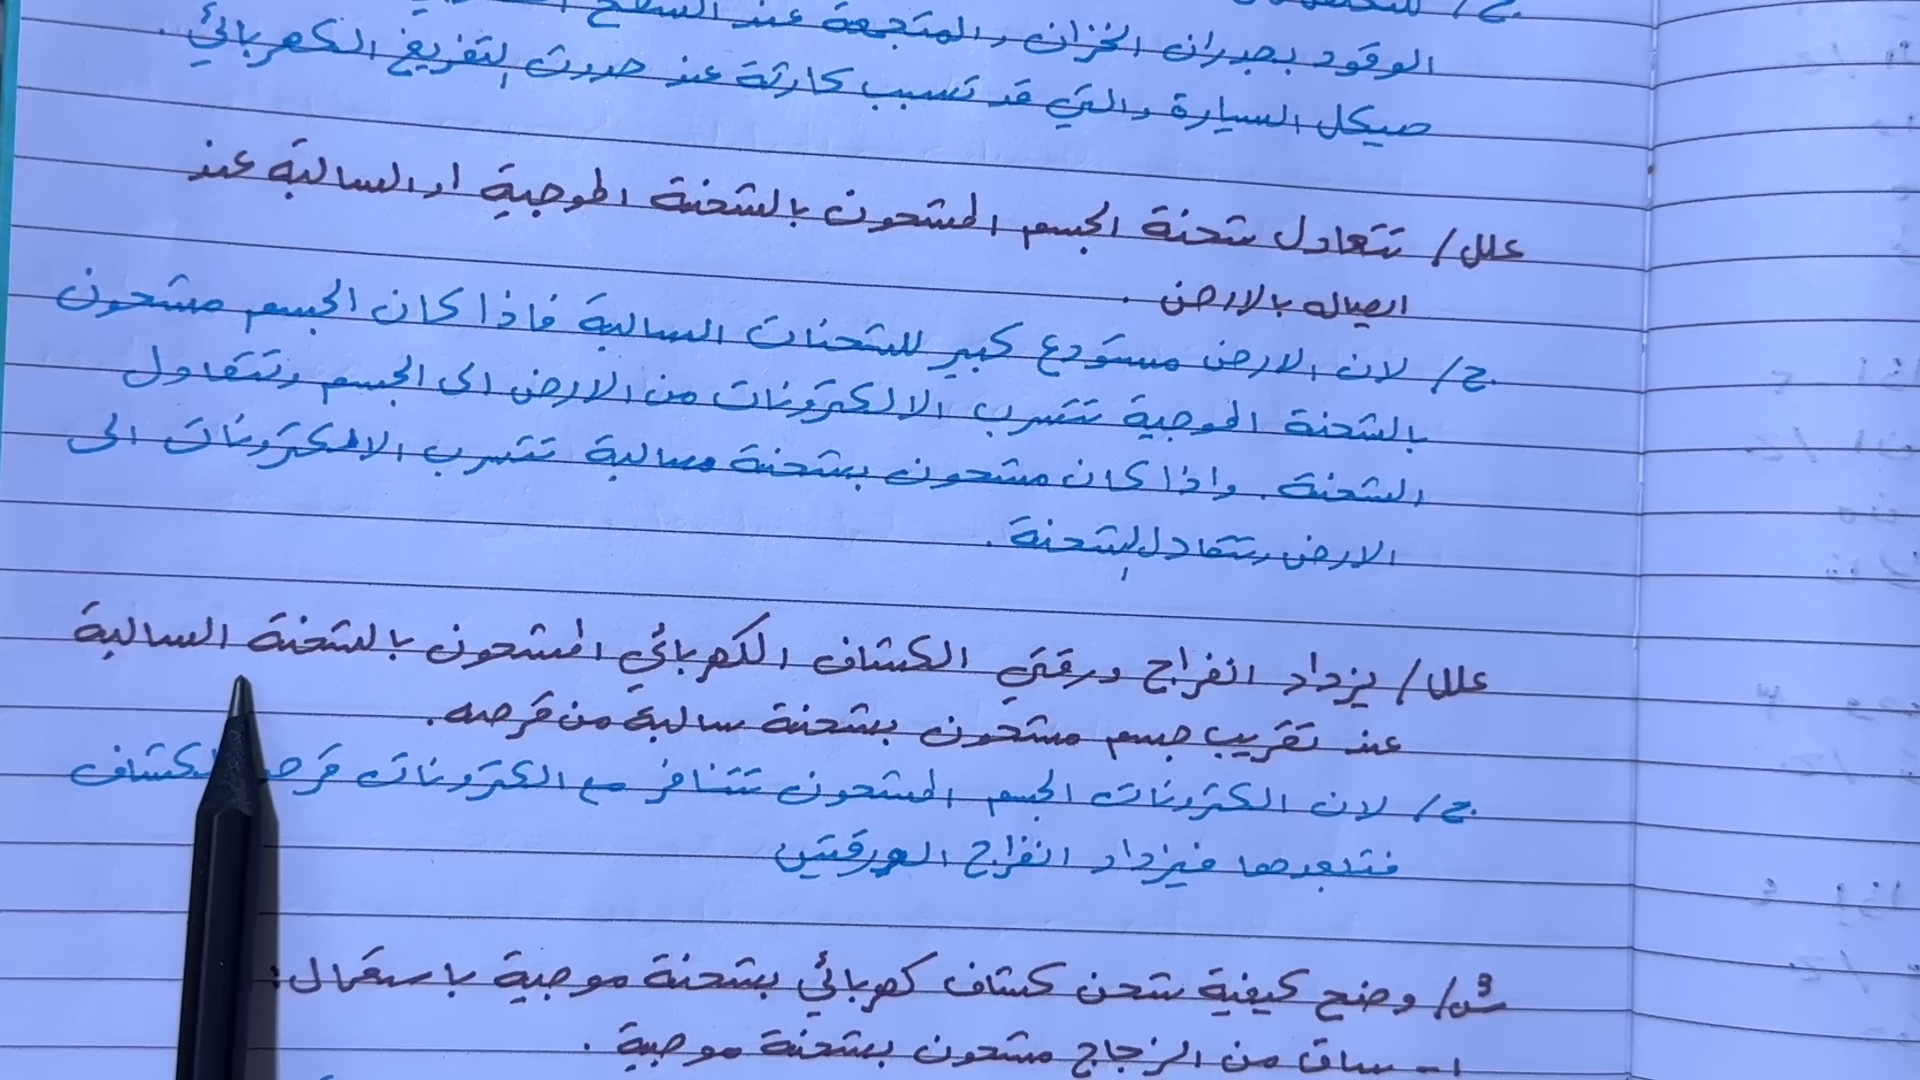 ج/
الوقود بجدران الخزان والمتجمعة عند السطح
هيكل السيارة والتي قد تسبب كارثة عند حدوث التفريغ الكهربائي .
علل/ تتعادل شحنة الجسم المشحون بالشحنة الموجبة او السالبة عند
ايصاله بالارض .
ج/ لان الارض مستودع كبير للشحنات السالبة فاذا كان الجسم مشحون
بالشحنة الموجبة تتسرب الالكترونات من الارض الى الجسم وتتعادل
الشحنة . واذا كان مشحون بشحنة سالبة تتسرب الالكترونات الى
الارض وتتعادل الشحنة .
علل/ يزداد انفراج ورقتي الكشاف الكهربائي المشحون بالشحنة السالبة
عند تقريب جسم مشحون بشحنة سالبة من قرصه .
ج/ لان الكترونات الجسم المشحون تتنافر مع الكترونات قرص الكشاف
فتبعدها فيزداد انفراج الورقتين
س/ وضح كيفية شحن كشاف كهربائي بشحنة موجبة باستعمال :
١- ساق من الزجاج مشحون بشحنة موجبة .